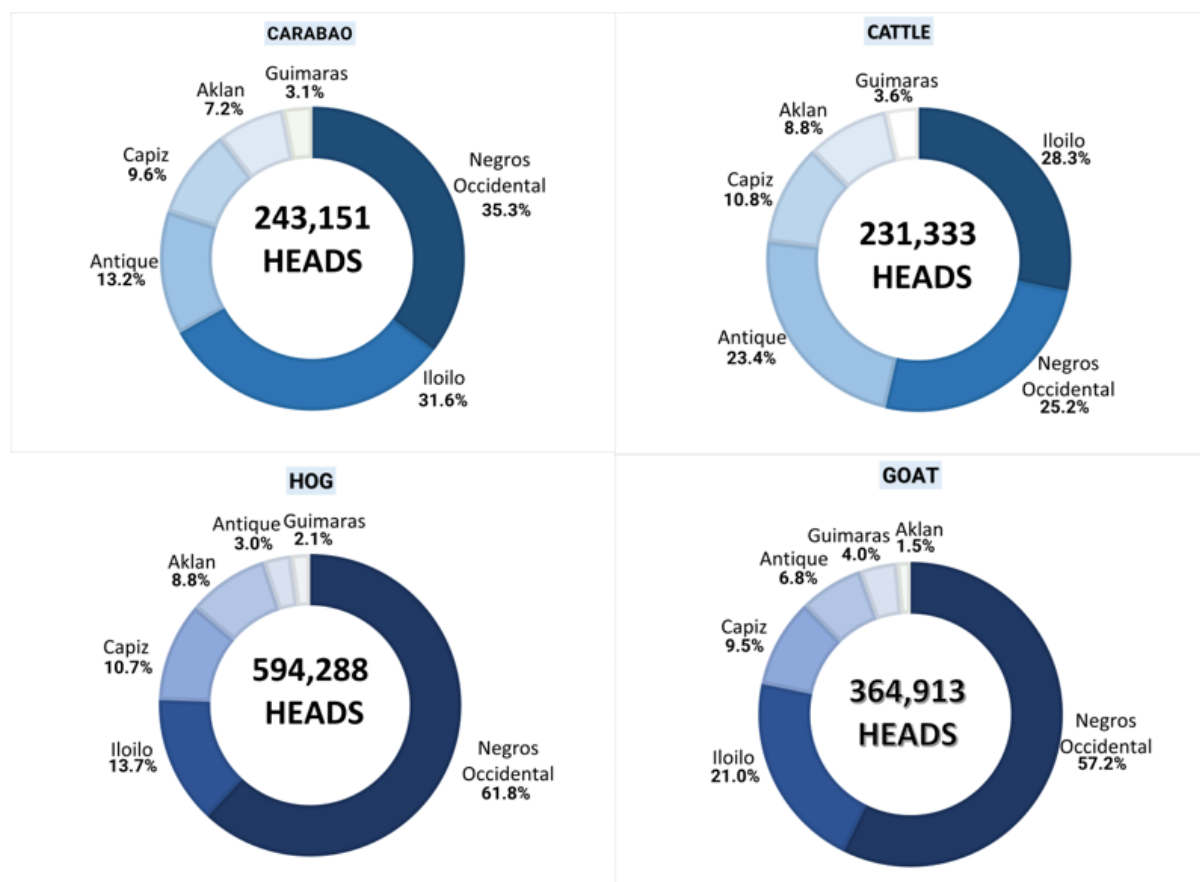 CARABAO
Guimaras
3.1%
Aklan
7.2%
Capiz
9.6%
Antique
13.2%
Negros
Occidental
35.3%
Iloilo
31.6%
243,151
HEADS
CATTLE
Guimaras
3.6%
Aklan
8.8%
Capiz
10.8%
Antique
23.4%
Iloilo
28.3%
Negros
Occidental
25.2%
231,333
HEADS
HOG
Antique
3.0%
Guimaras
2.1%
Aklan
8.8%
Capiz
10.7%
Iloilo
13.7%
Negros
Occidental
61.8%
594,288
HEADS
GOAT
Aklan
1.5%
Guimaras
4.0%
Antique
6.8%
Capiz
9.5%
Iloilo
21.0%
Negros
Occidental
57.2%
364,913
HEADS